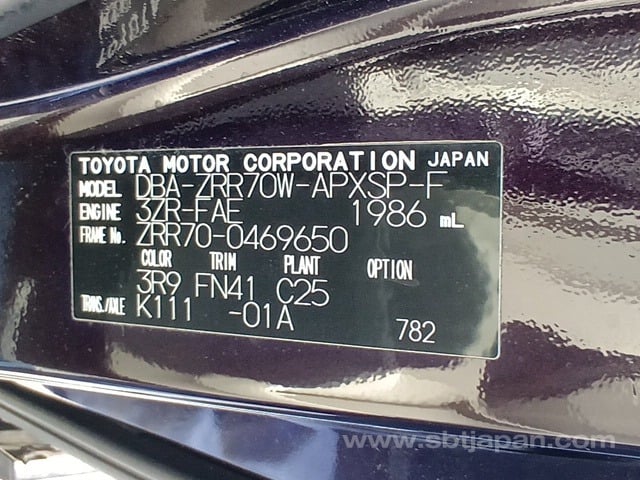 TOYOTA MOTOR CORPORATION JAPAN
MODEL DBA-ZRR70W-APXSP-F
ENGINE 3ZR-FAE 1986 mL
FRAME No. ZRR70-0469650
COLOR TRIM PLANT OPTION
3R9 FN41 C25
TRANS./AXLE K111 -01A
782
www.sbtjapan.com